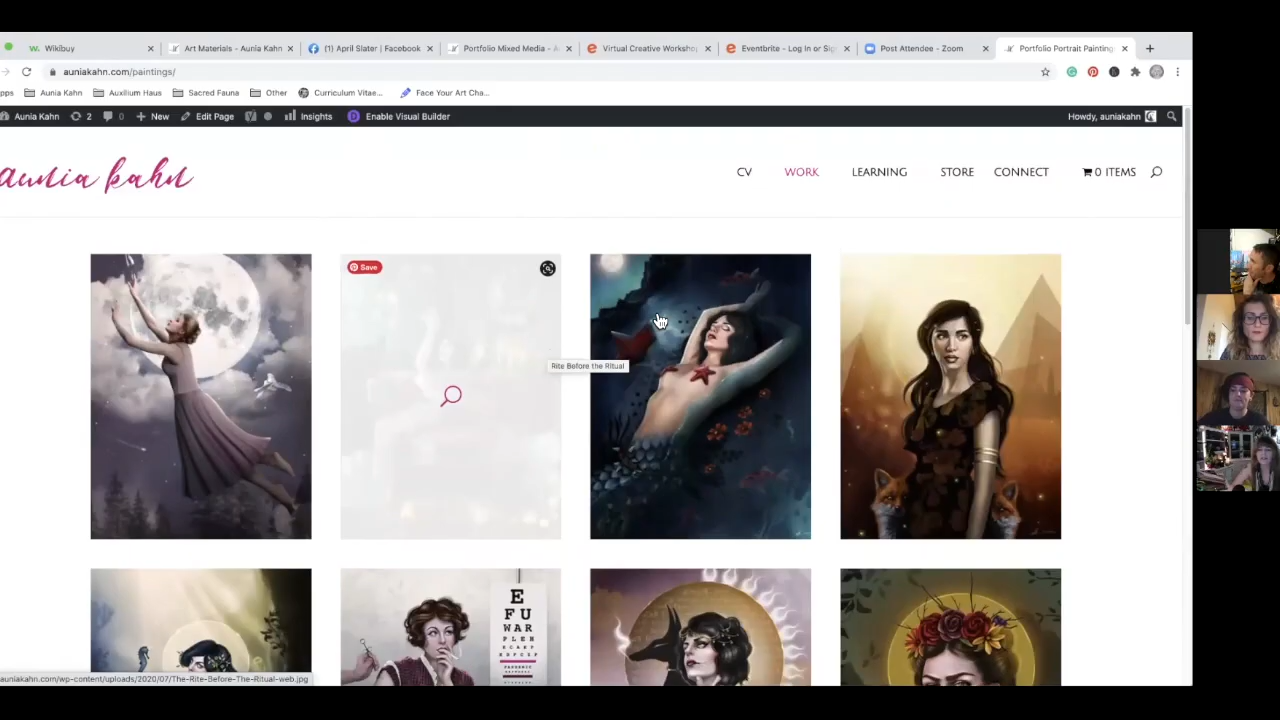 Wikibuy
Art Materials - Aunia Kahn
(1) April Slater | Facebook
Portfolio Mixed Media - A
Virtual Creative Workshop
Eventbrite - Log In or Sig
Post Attendee - Zoom
Portfolio Portrait Painting
auniakahn.com/paintings/
pps
Aunia Kahn
Auxilium Haus
Sacred Fauna
Other
Curriculum Vitae...
Face Your Art Cha...
Aunia Kahn
2
0
New
Edit Page
Insights
Enable Visual Builder
Howdy, auniakahn
aunia kahn
CV
WORK
LEARNING
STORE
CONNECT
0 ITEMS
Save
Rite Before the Ritual
E
F U
W A R
P L E N
auniakahn.com/wp-content/uploads/2020/07/The-Rite-Before-The-Ritual-web.jpg